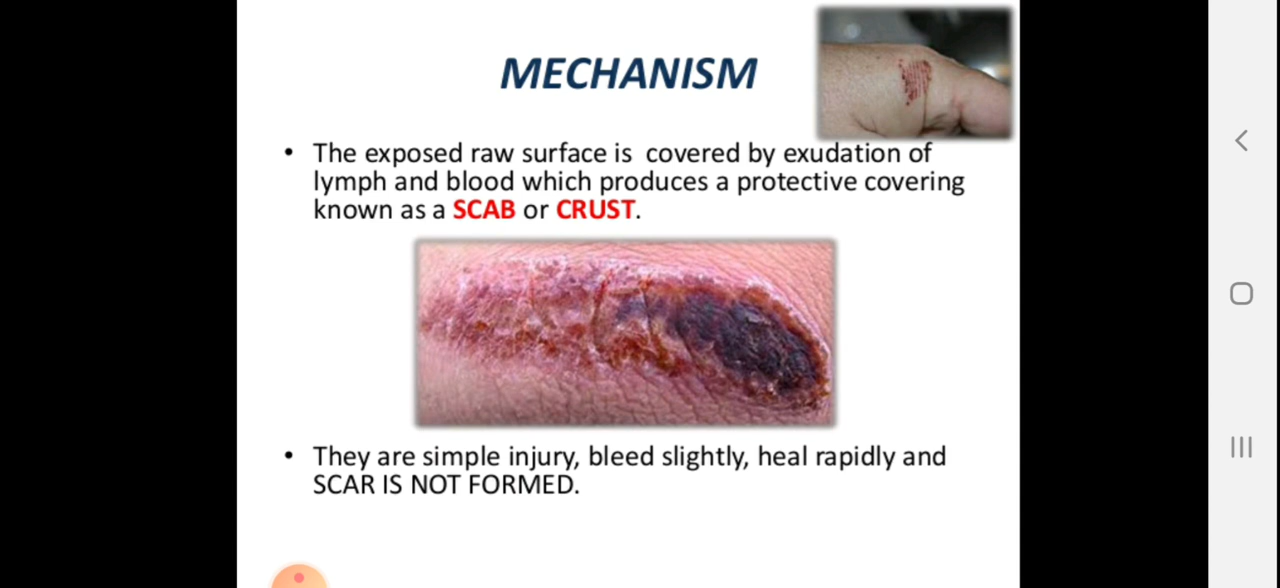 MECHANISM
• The exposed raw surface is covered by exudation of
lymph and blood which produces a protective covering
known as a SCAB or CRUST.
• They are simple injury, bleed slightly, heal rapidly and
SCAR IS NOT FORMED.